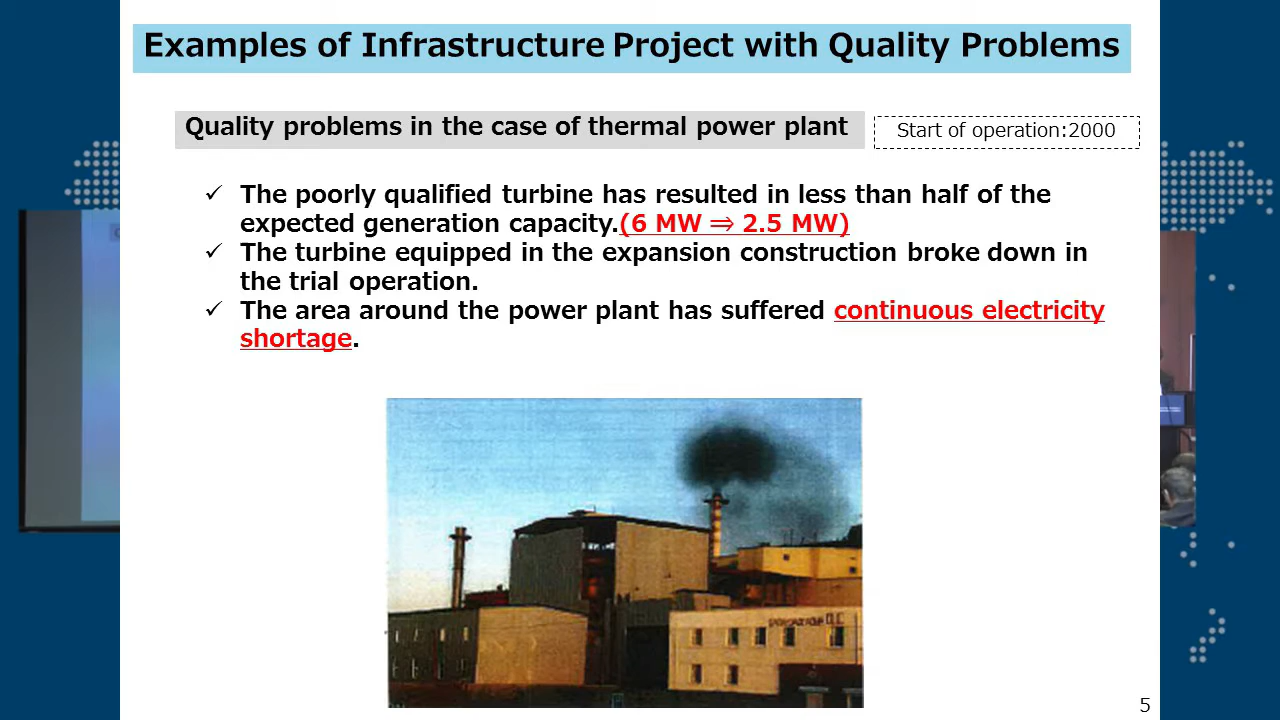 Examples of Infrastructure Project with Quality Problems
Quality problems in the case of thermal power plant
Start of operation:2000
✓ The poorly qualified turbine has resulted in less than half of the
expected generation capacity.(6 MW ⇒ 2.5 MW)
✓ The turbine equipped in the expansion construction broke down in
the trial operation.
✓ The area around the power plant has suffered continuous electricity
shortage.
5